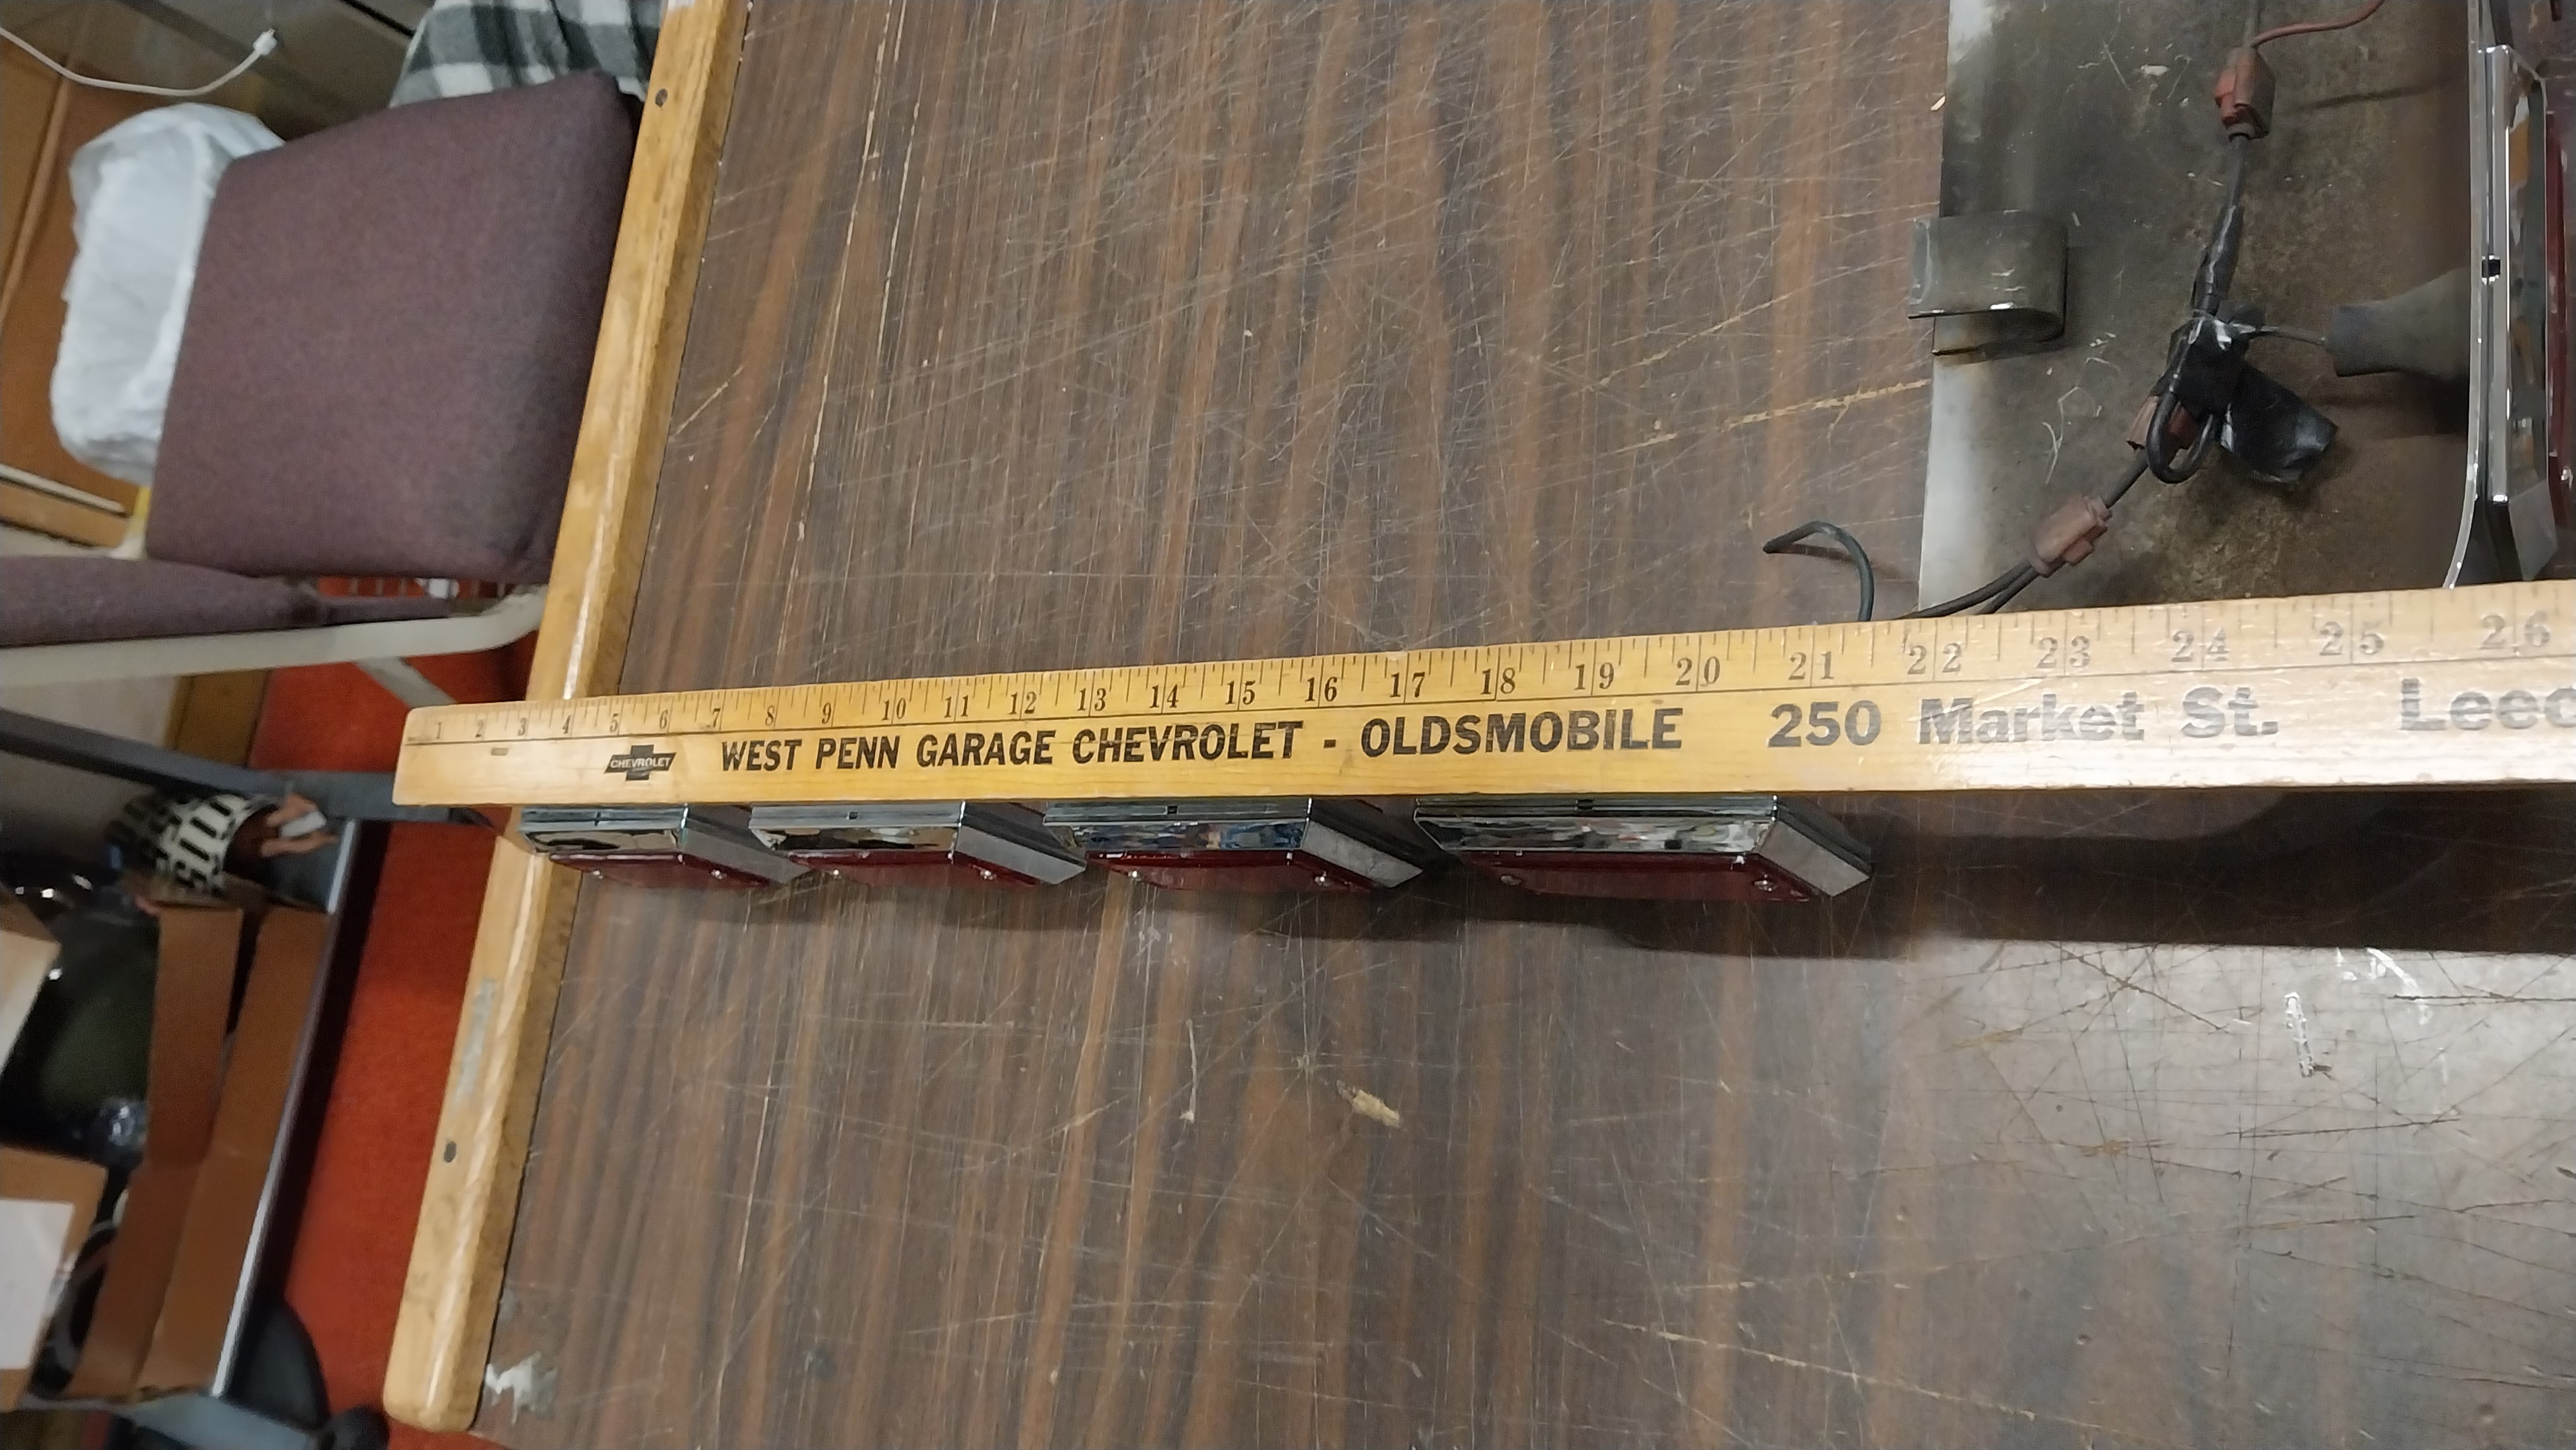 1 2 3 4 5 6 7 8 9 10 11 12 13 14 15 16 17 18 19 20 21 22 23 24 25 26
CHEVROLET WEST PENN GARAGE CHEVROLET - OLDSMOBILE 250 Market St. Leec